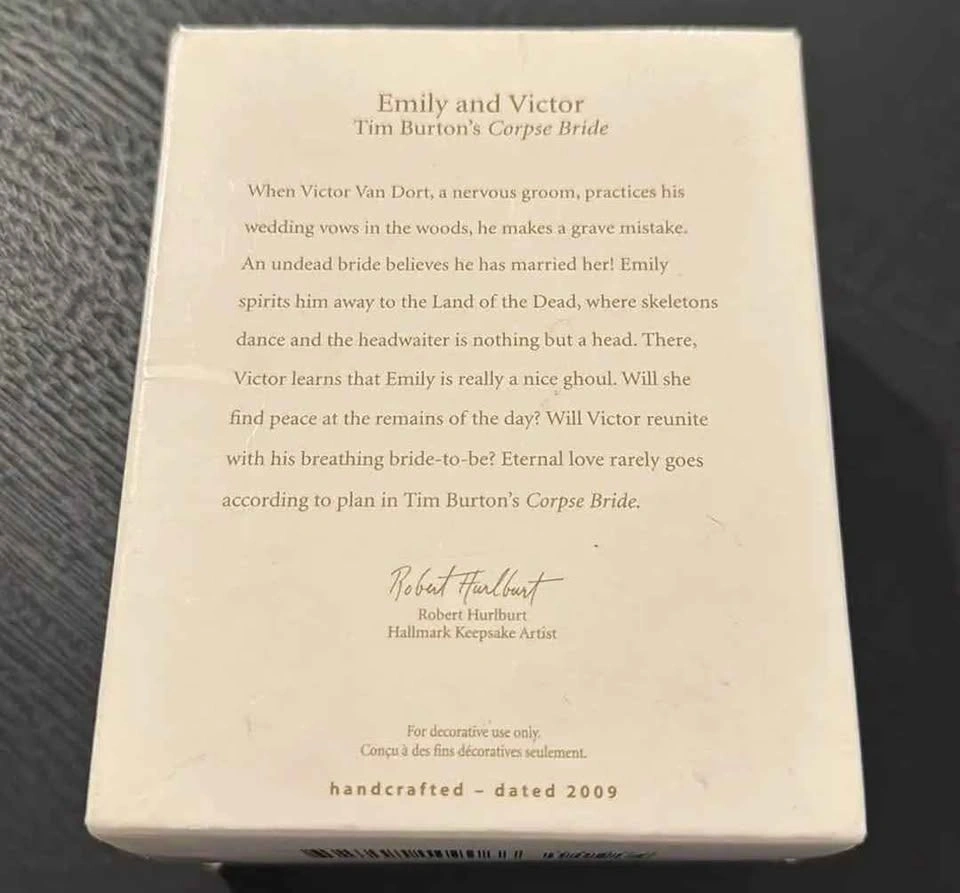 Emily and Victor
Tim Burton's Corpse Bride
When Victor Van Dort, a nervous groom, practices his
wedding vows in the woods, he makes a grave mistake.
An undead bride believes he has married her! Emily
spirits him away to the Land of the Dead, where skeletons
dance and the headwaiter is nothing but a head. There,
Victor learns that Emily is really a nice ghoul. Will she
find peace at the remains of the day? Will Victor reunite
with his breathing bride-to-be? Eternal love rarely goes
according to plan in Tim Burton's Corpse Bride.
Robert Hurlburt
Robert Hurlburt
Hallmark Keepsake Artist
For decorative use only.
Conçu à des fins décoratives seulement.
handcrafted – dated 2009